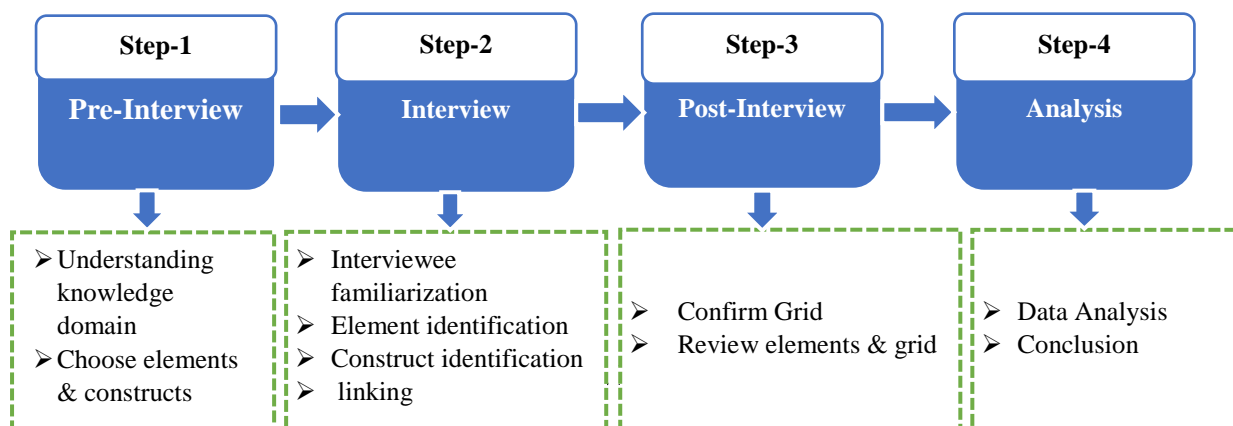 Step-1
Pre-Interview
Step-2
Interview
Step-3
Post-Interview
Step-4
Analysis
➤ Understanding
knowledge
domain
➤ Choose elements
& constructs
➤ Interviewee
familiarization
➤ Element identification
➤ Construct identification
➤ linking
➤ Confirm Grid
➤ Review elements & grid
➤ Data Analysis
➤ Conclusion